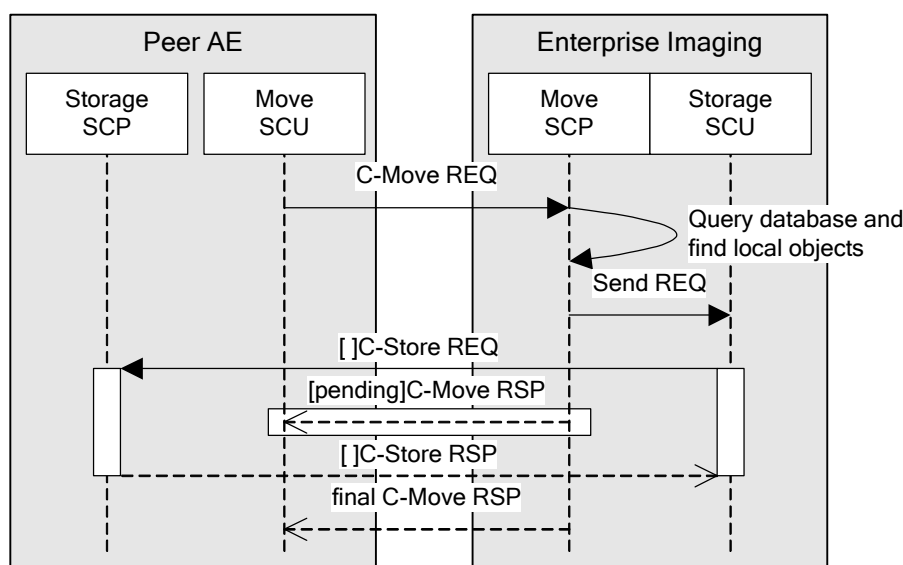 Peer AE
Enterprise Imaging
Storage
SCP
Move
SCU
Move
SCP
Storage
SCU
C-Move REQ
Query database and
find local objects
Send REQ
[ ]C-Store REQ
[pending]C-Move RSP
[ ]C-Store RSP
final C-Move RSP